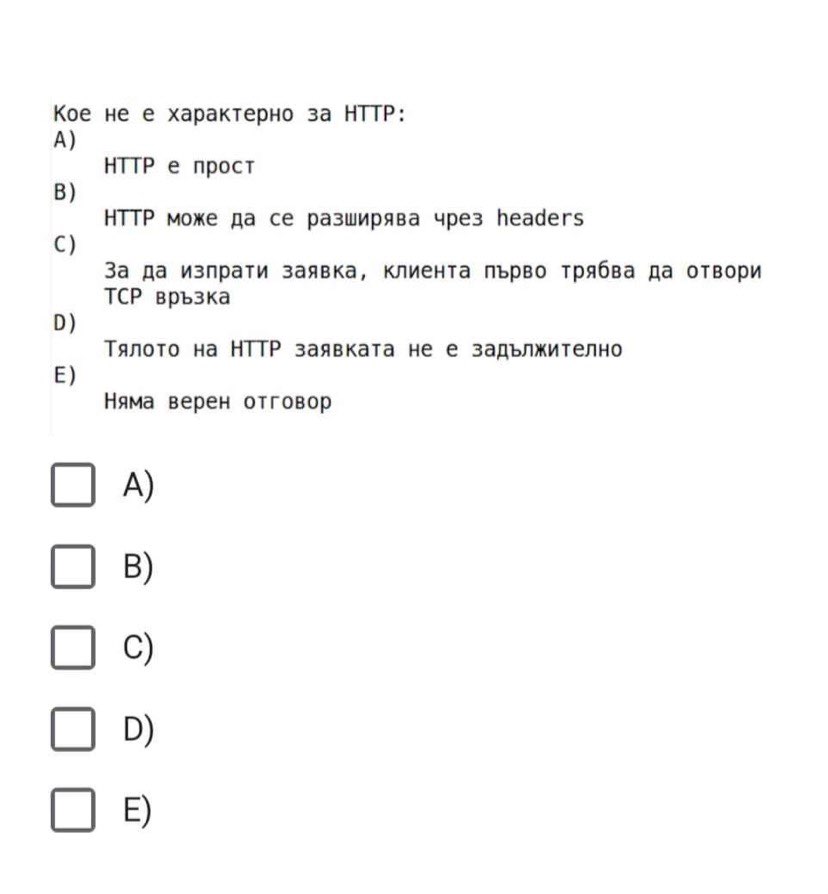 Кое не е характерно за HTTP:
A)
HTTP е прост
B)
HTTP може да се разширява чрез headers
C)
За да изпрати заявка, клиента първо трябва да отвори
TCP връзка
D)
Тялото на HTTP заявката не е задължително
E)
Няма верен отговор
A)
B)
C)
D)
E)